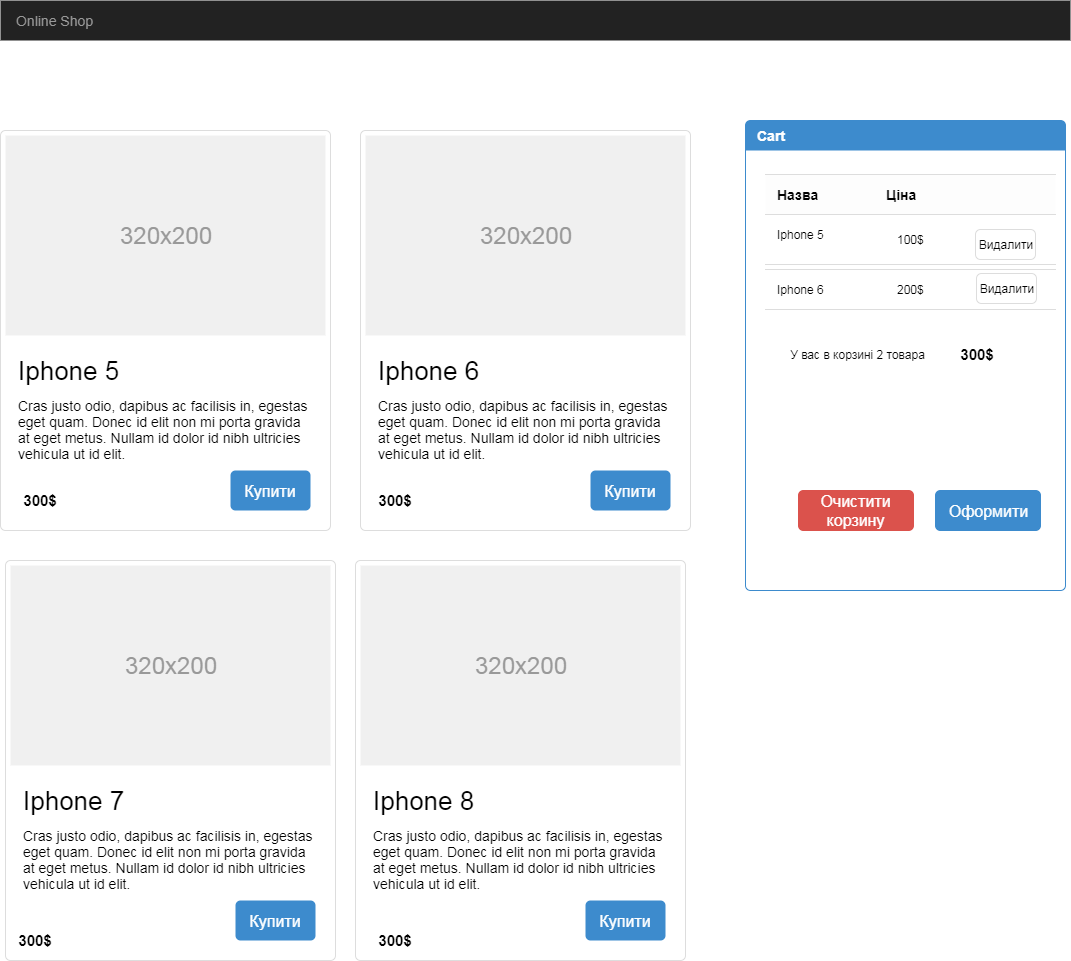 Online Shop
320x200
Iphone 5
Cras justo odio, dapibus ac facilisis in, egestas
eget quam. Donec id elit non mi porta gravida
at eget metus. Nullam id dolor id nibh ultricies
vehicula ut id elit.
300$
Купити
320x200
Iphone 6
Cras justo odio, dapibus ac facilisis in, egestas
eget quam. Donec id elit non mi porta gravida
at eget metus. Nullam id dolor id nibh ultricies
vehicula ut id elit.
300$
Купити
320x200
Iphone 7
Cras justo odio, dapibus ac facilisis in, egestas
eget quam. Donec id elit non mi porta gravida
at eget metus. Nullam id dolor id nibh ultricies
vehicula ut id elit.
300$
Купити
320x200
Iphone 8
Cras justo odio, dapibus ac facilisis in, egestas
eget quam. Donec id elit non mi porta gravida
at eget metus. Nullam id dolor id nibh ultricies
vehicula ut id elit.
300$
Купити
Cart
Назва Ціна
Iphone 5 100$ Видалити
Iphone 6 200$ Видалити
У вас в корзині 2 товара 300$
Очистити
корзину
Оформити